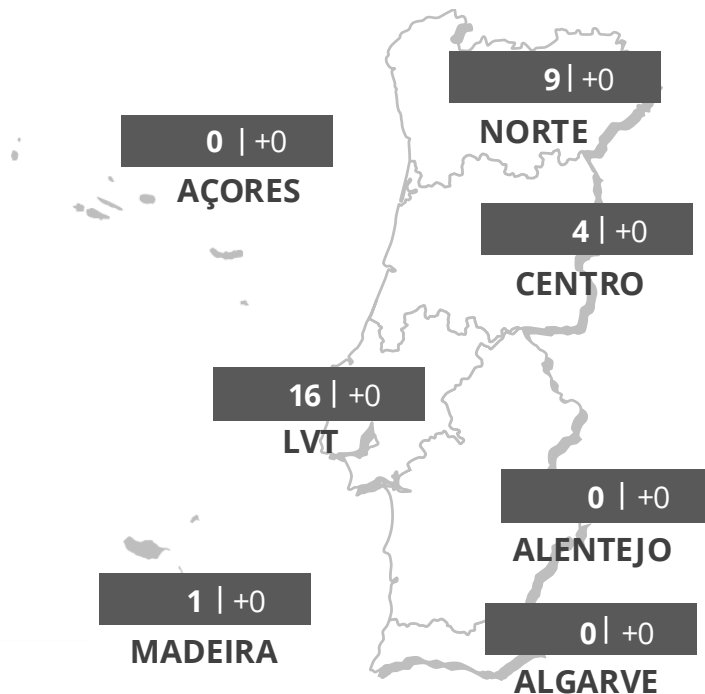 9 | +0
NORTE
0 | +0
AÇORES
4 | +0
CENTRO
16 | +0
LVT
0 | +0
ALENTEJO
1 | +0
MADEIRA
0 | +0
ALGARVE